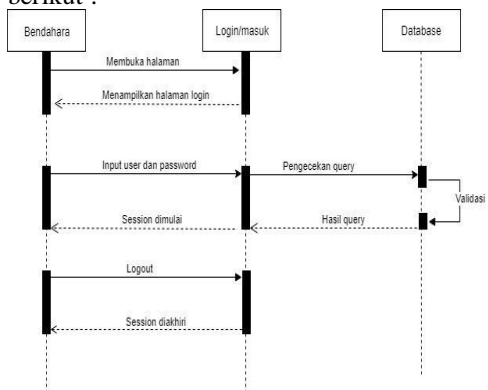 berikut :
Bendahara
Login/masuk
Database
Membuka halaman
Menampilkan halaman login
Input user dan password
Pengecekan query
Validasi
Session dimulai
Hasil query
Logout
Session diakhiri